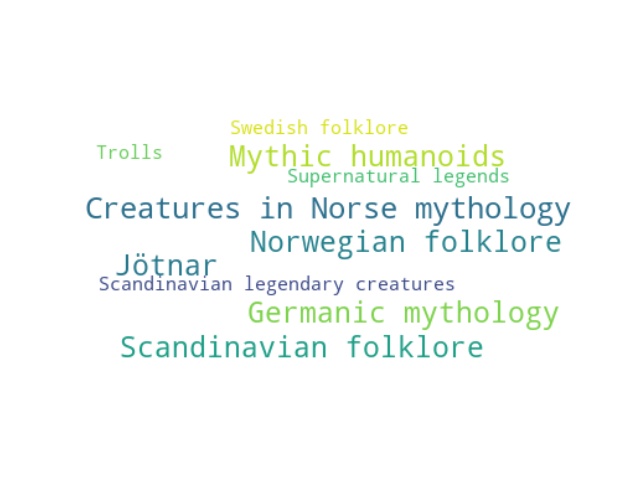 Swedish folklore
Trolls
Mythic humanoids
Supernatural legends
Creatures in Norse mythology
Norwegian folklore
Jötnar
Scandinavian legendary creatures
Germanic mythology
Scandinavian folklore